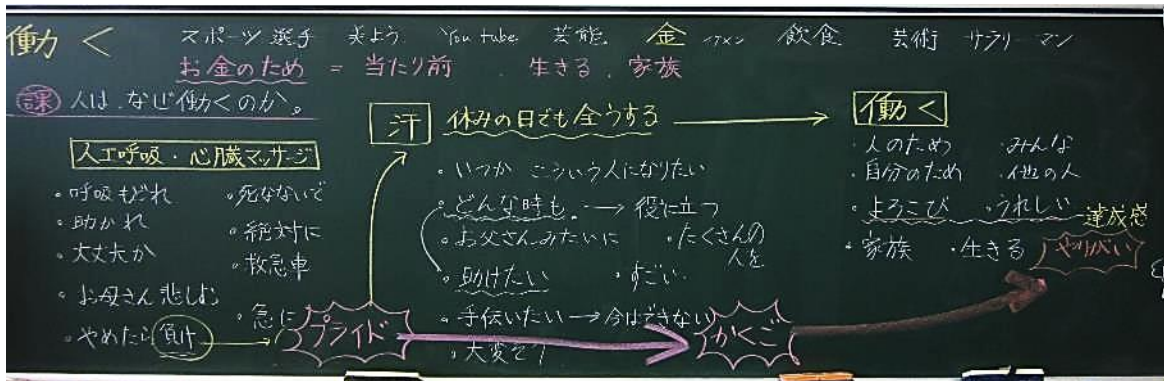 働く
スポーツ選手 美よう You tube 芸能 金 イケメン 飲食 芸術 サラリーマン
お金のため = 当たり前 . 生きる . 家族
課 人は、なぜ働くのか。
人工呼吸・心臓マッサージ
・呼吸もどれ ・死なないで
・助かれ ・絶対に
・大丈夫か ・救急車
・お母さん悲しむ
・やめたら負け ・急に
プライド
汗 休みの日でも全うする
・いつか こういう人になりたい
・どんな時も → 役に立つ
・お父さんみたいに ・たくさんの人を
・助けたい ・すごい
・手伝いたい → 今はできない
・大変そう
かくご
働く
・人のため ・みんな
・自分のため ・他の人
・よろこび ・うれしい 達成感
・家族 ・生きる やりがい